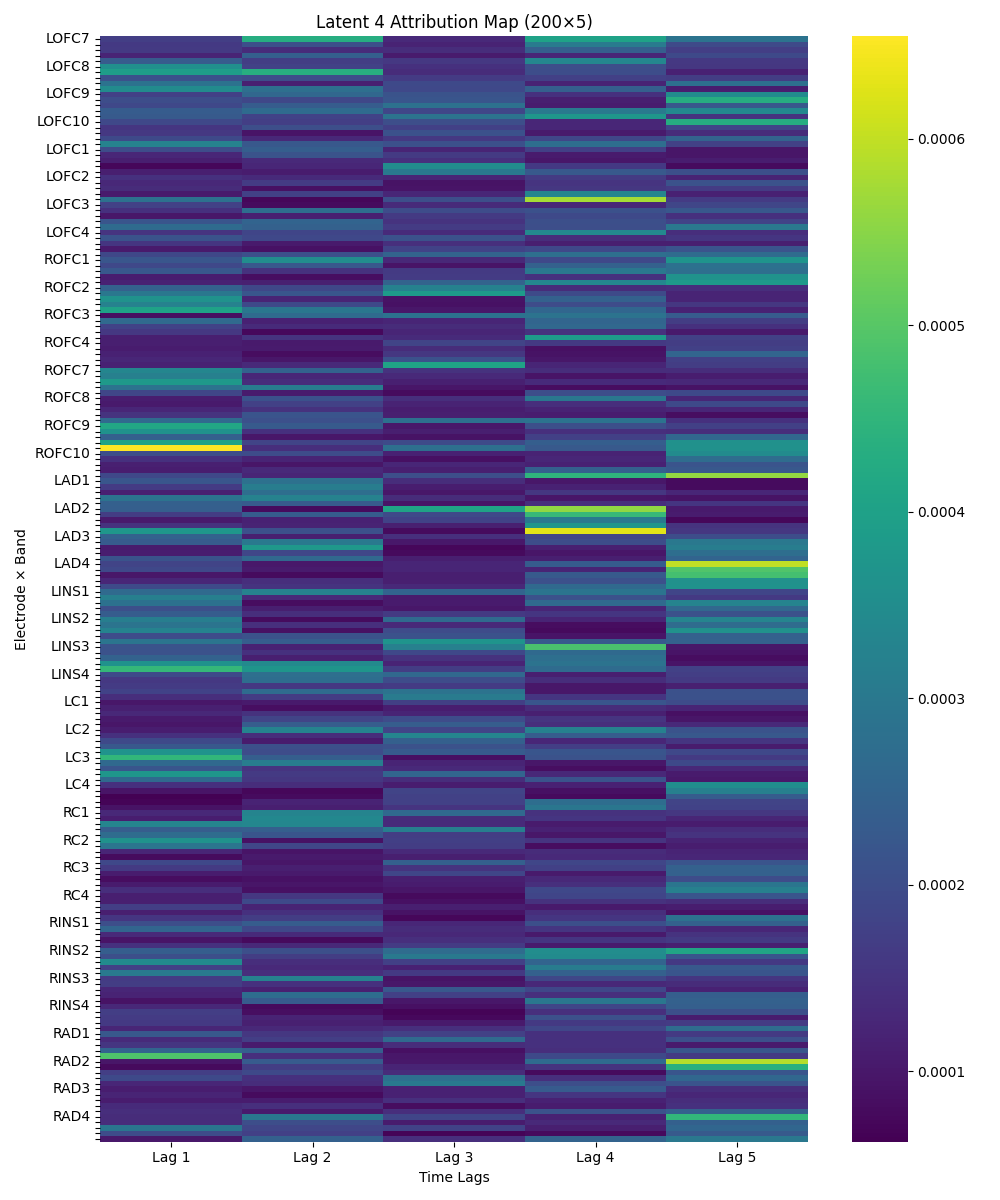 Latent 4 Attribution Map (200×5)
LOFC7
LOFC8
LOFC9
LOFC10
LOFC1
LOFC2
LOFC3
LOFC4
ROFC1
ROFC2
ROFC3
ROFC4
ROFC7
ROFC8
ROFC9
ROFC10
LAD1
LAD2
LAD3
LAD4
LINS1
LINS2
LINS3
LINS4
LC1
LC2
LC3
LC4
RC1
RC2
RC3
RC4
RINS1
RINS2
RINS3
RINS4
RAD1
RAD2
RAD3
RAD4
Electrode × Band
Lag 1 Lag 2 Lag 3 Lag 4 Lag 5
Time Lags
0.0006
0.0005
0.0004
0.0003
0.0002
0.0001